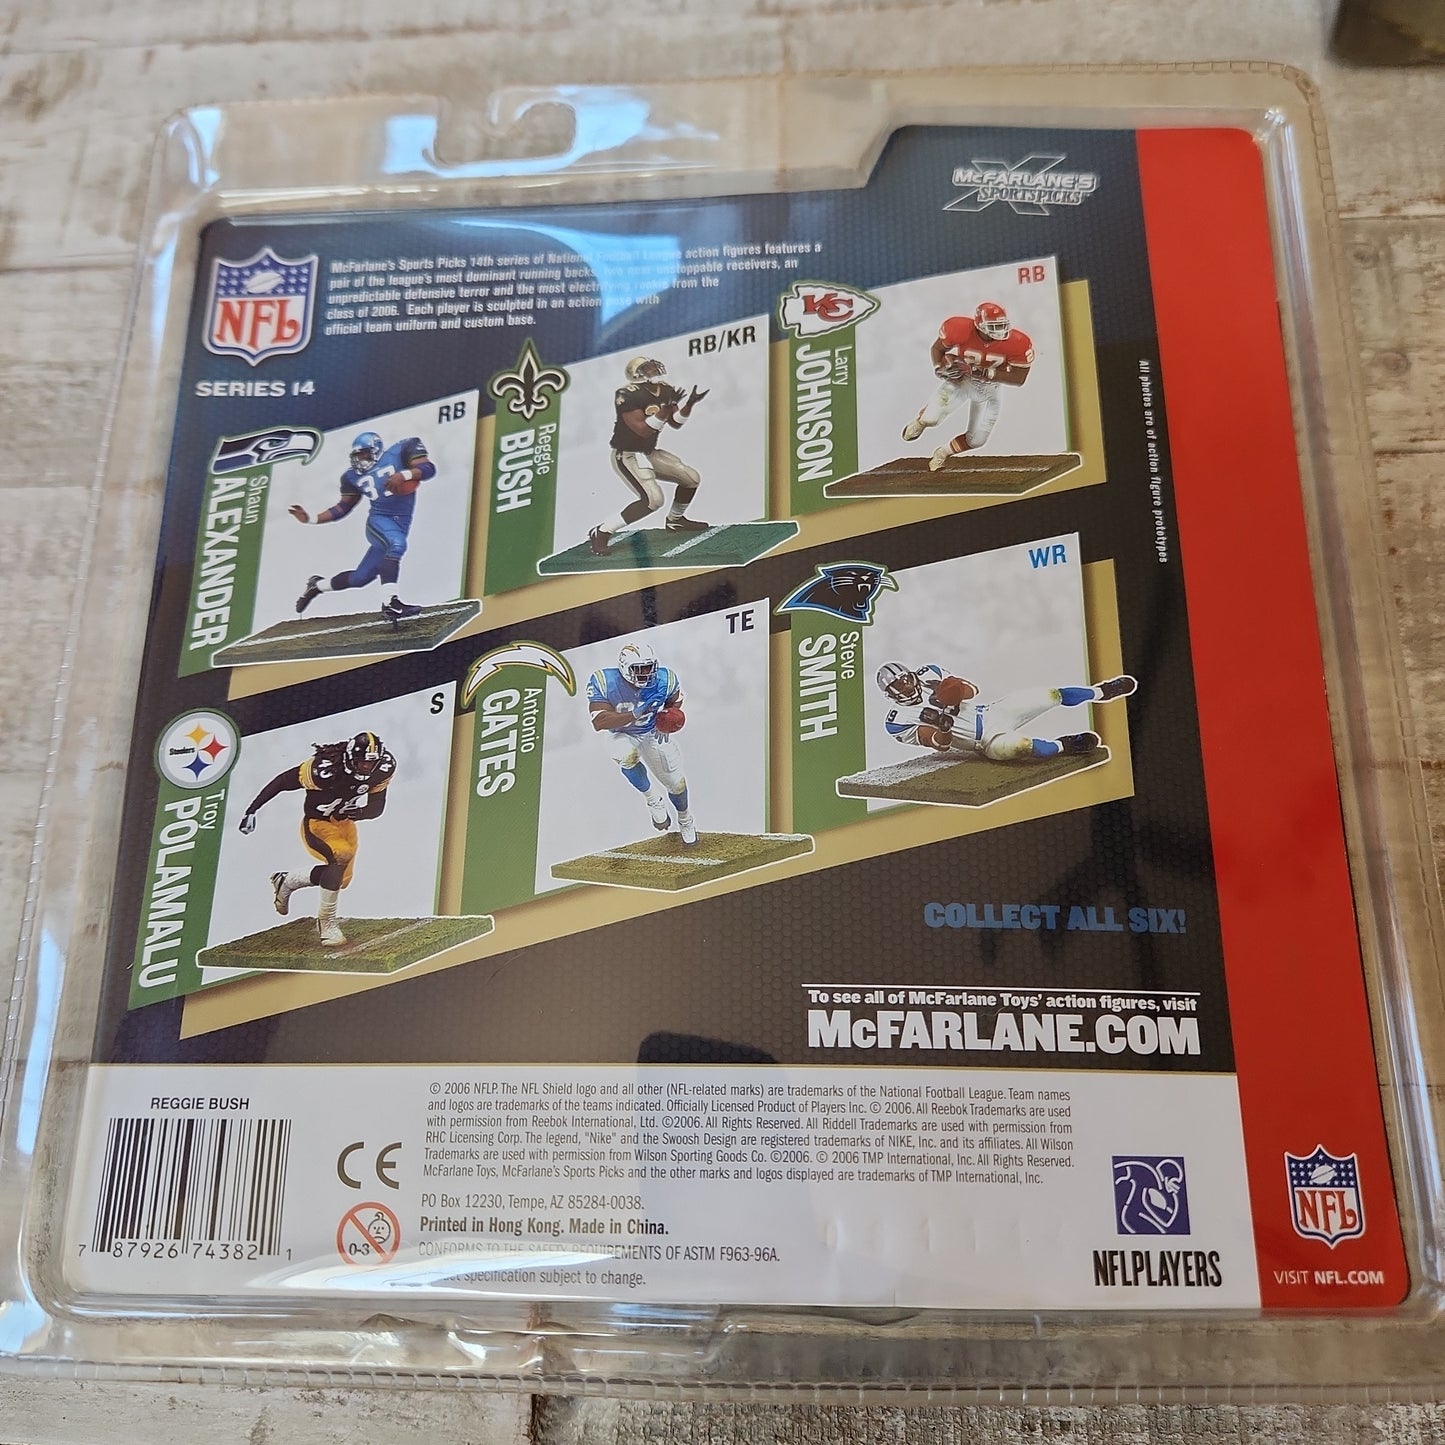 McFARLANE'S
SPORTSPICKS
NFL
McFarlane's Sports Picks 14th series of National Football League action figures features a
pair of the league's most dominant running backs, two near unstoppable receivers, an
unpredictable defensive terror and the most electrifying rookie from the
class of 2006. Each player is sculpted in an action pose with
official team uniform and custom base.
SERIES 14
RB
Shaun
ALEXANDER
37
RB/KR
Reggie
BUSH
RB
KC
Larry
JOHNSON
27
S
Steelers
Troy
POLAMALU
43
43
TE
Antonio
GATES
WR
Steve
SMITH
89
All photos are of action figure prototypes
COLLECT ALL SIX!
To see all of McFarlane Toys' action figures, visit
McFARLANE.COM
REGGIE BUSH
7 87926 74382 1
CE
0-3
© 2006 NFLP. The NFL Shield logo and all other (NFL-related marks) are trademarks of the National Football League. Team names
and logos are trademarks of the teams indicated. Officially Licensed Product of Players Inc. © 2006. All Reebok Trademarks are used
with permission from Reebok International, Ltd. ©2006. All Rights Reserved. All Riddell Trademarks are used with permission from
RHC Licensing Corp. The legend, "Nike" and the Swoosh Design are registered trademarks of NIKE, Inc. and its affiliates. All Wilson
Trademarks are used with permission from Wilson Sporting Goods Co. ©2006. © 2006 TMP International, Inc. All Rights Reserved.
McFarlane Toys, McFarlane's Sports Picks and the other marks and logos displayed are trademarks of TMP International, Inc.
PO Box 12230, Tempe, AZ 85284-0038.
Printed in Hong Kong. Made in China.
CONFORMS TO THE SAFETY REQUIREMENTS OF ASTM F963-96A.
specification subject to change.
NFLPLAYERS
NFL
VISIT NFL.COM